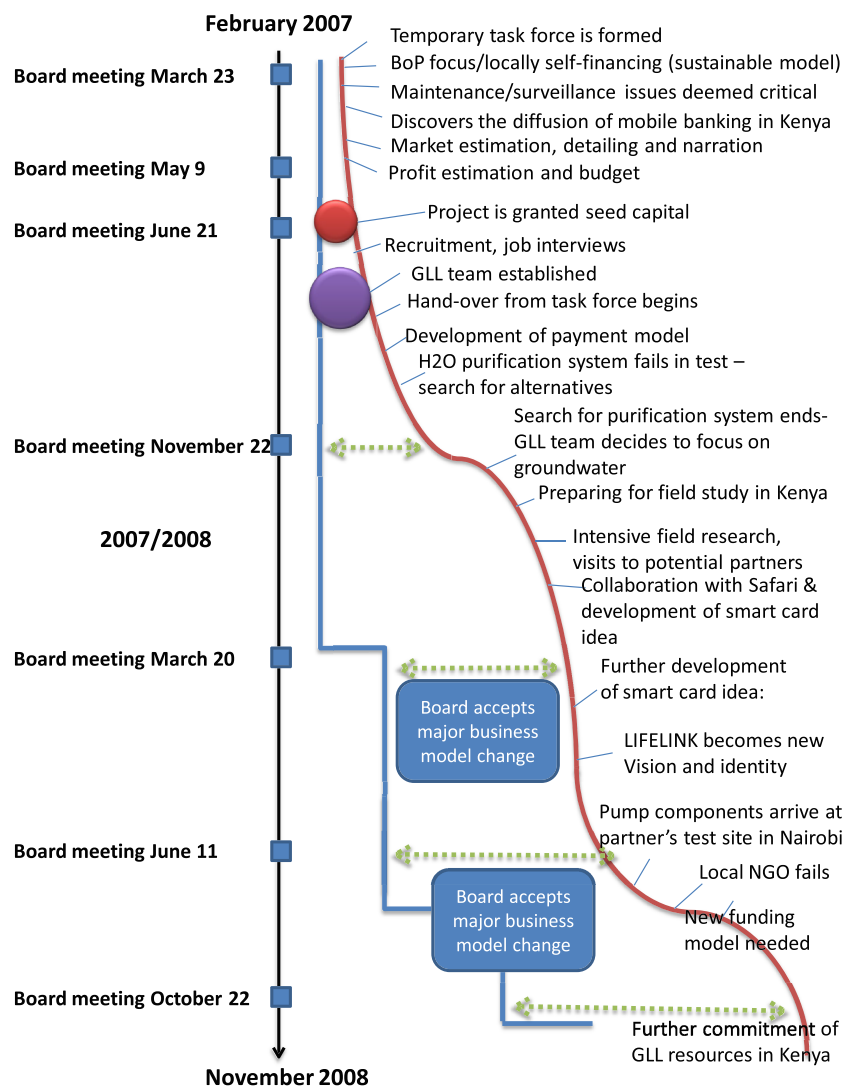 February 2007
Temporary task force is formed
BoP focus/locally self-financing (sustainable model)
Board meeting March 23
Maintenance/surveillance issues deemed critical
Discovers the diffusion of mobile banking in Kenya
Market estimation, detailing and narration
Board meeting May 9
Profit estimation and budget
Project is granted seed capital
Board meeting June 21
Recruitment, job interviews
GLL team established
Hand-over from task force begins
Development of payment model
H2O purification system fails in test –
search for alternatives
Search for purification system ends-
GLL team decides to focus on
groundwater
Board meeting November 22
Preparing for field study in Kenya
2007/2008
Intensive field research,
visits to potential partners
Collaboration with Safari &
development of smart card
idea
Board meeting March 20
Further development
of smart card idea:
Board accepts
major business
model change
LIFELINK becomes new
Vision and identity
Pump components arrive at
partner's test site in Nairobi
Board meeting June 11
Local NGO fails
Board accepts
major business
model change
New funding
model needed
Board meeting October 22
Further commitment of
GLL resources in Kenya
November 2008